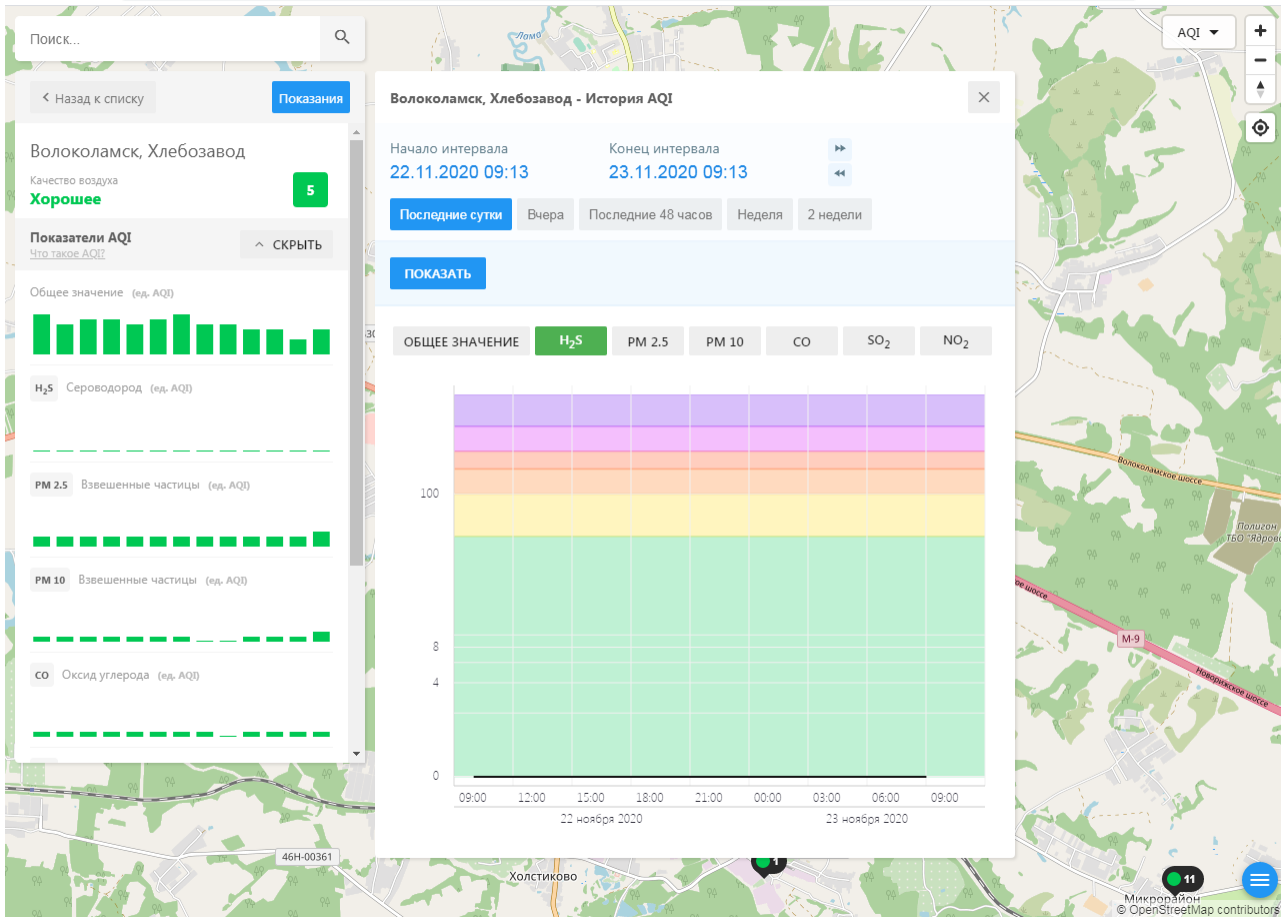 Поиск...
AQI
Ломо
Назад к списку
Показания
Волоколамск, Хлебозавод
Качество воздуха
Хорошее
5
Показатели AQI
Что такое AQI?
СКРЫТЬ
Общее значение (ед. AQI)
H2S Сероводород (ед. AQI)
PM 2.5 Взвешенные частицы (ед. AQI)
PM 10 Взвешенные частицы (ед. AQI)
CO Оксид углерода (ед. AQI)
Волоколамск, Хлебозавод - История AQI
Начало интервала
22.11.2020 09:13
Конец интервала
23.11.2020 09:13
Последние сутки
Вчера
Последние 48 часов
Неделя
2 недели
ПОКАЗАТЬ
ОБЩЕЕ ЗНАЧЕНИЕ
H2S
PM 2.5
PM 10
CO
SO2
NO2
100
8
4
0
09:00 12:00 15:00 18:00 21:00 00:00 03:00 06:00 09:00
22 ноября 2020 23 ноября 2020
Волоколамское шоссе
Полигон
ТБО "Ядрово
М-9
Новорижское шоссе
46Н-00361
Холстиково
1
11
Микрорайон
© OpenStreetMap contributors